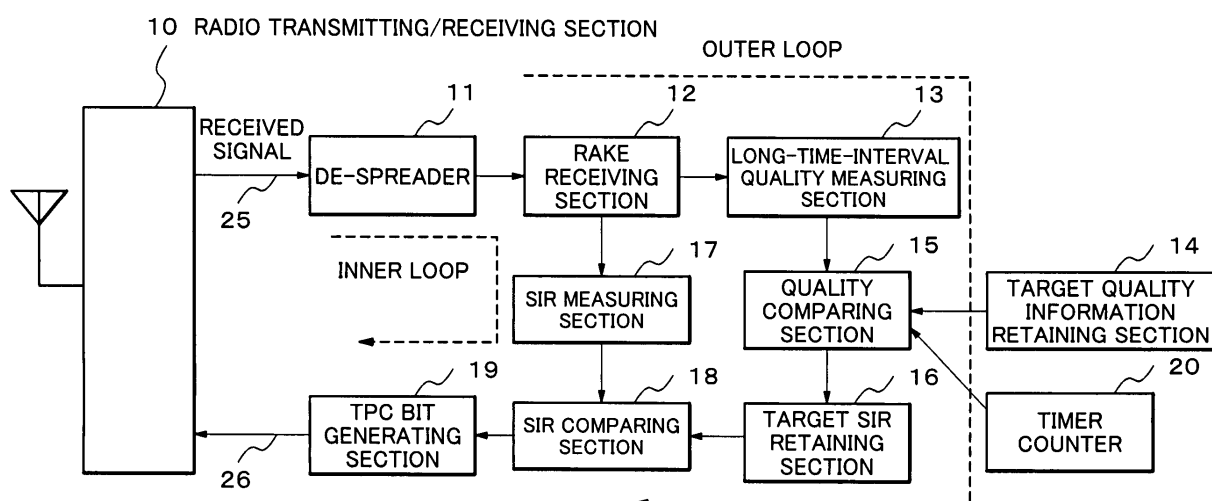 10 RADIO TRANSMITTING/RECEIVING SECTION
OUTER LOOP
11
12
13
RECEIVED
SIGNAL
25
DE-SPREADER
RAKE
RECEIVING
SECTION
LONG-TIME-INTERVAL
QUALITY MEASURING
SECTION
INNER LOOP
17
15
14
SIR MEASURING
SECTION
QUALITY
COMPARING
SECTION
TARGET QUALITY
INFORMATION
RETAINING SECTION
19
18
16
20
TPC BIT
GENERATING
SECTION
SIR COMPARING
SECTION
TARGET SIR
RETAINING
SECTION
TIMER
COUNTER
26